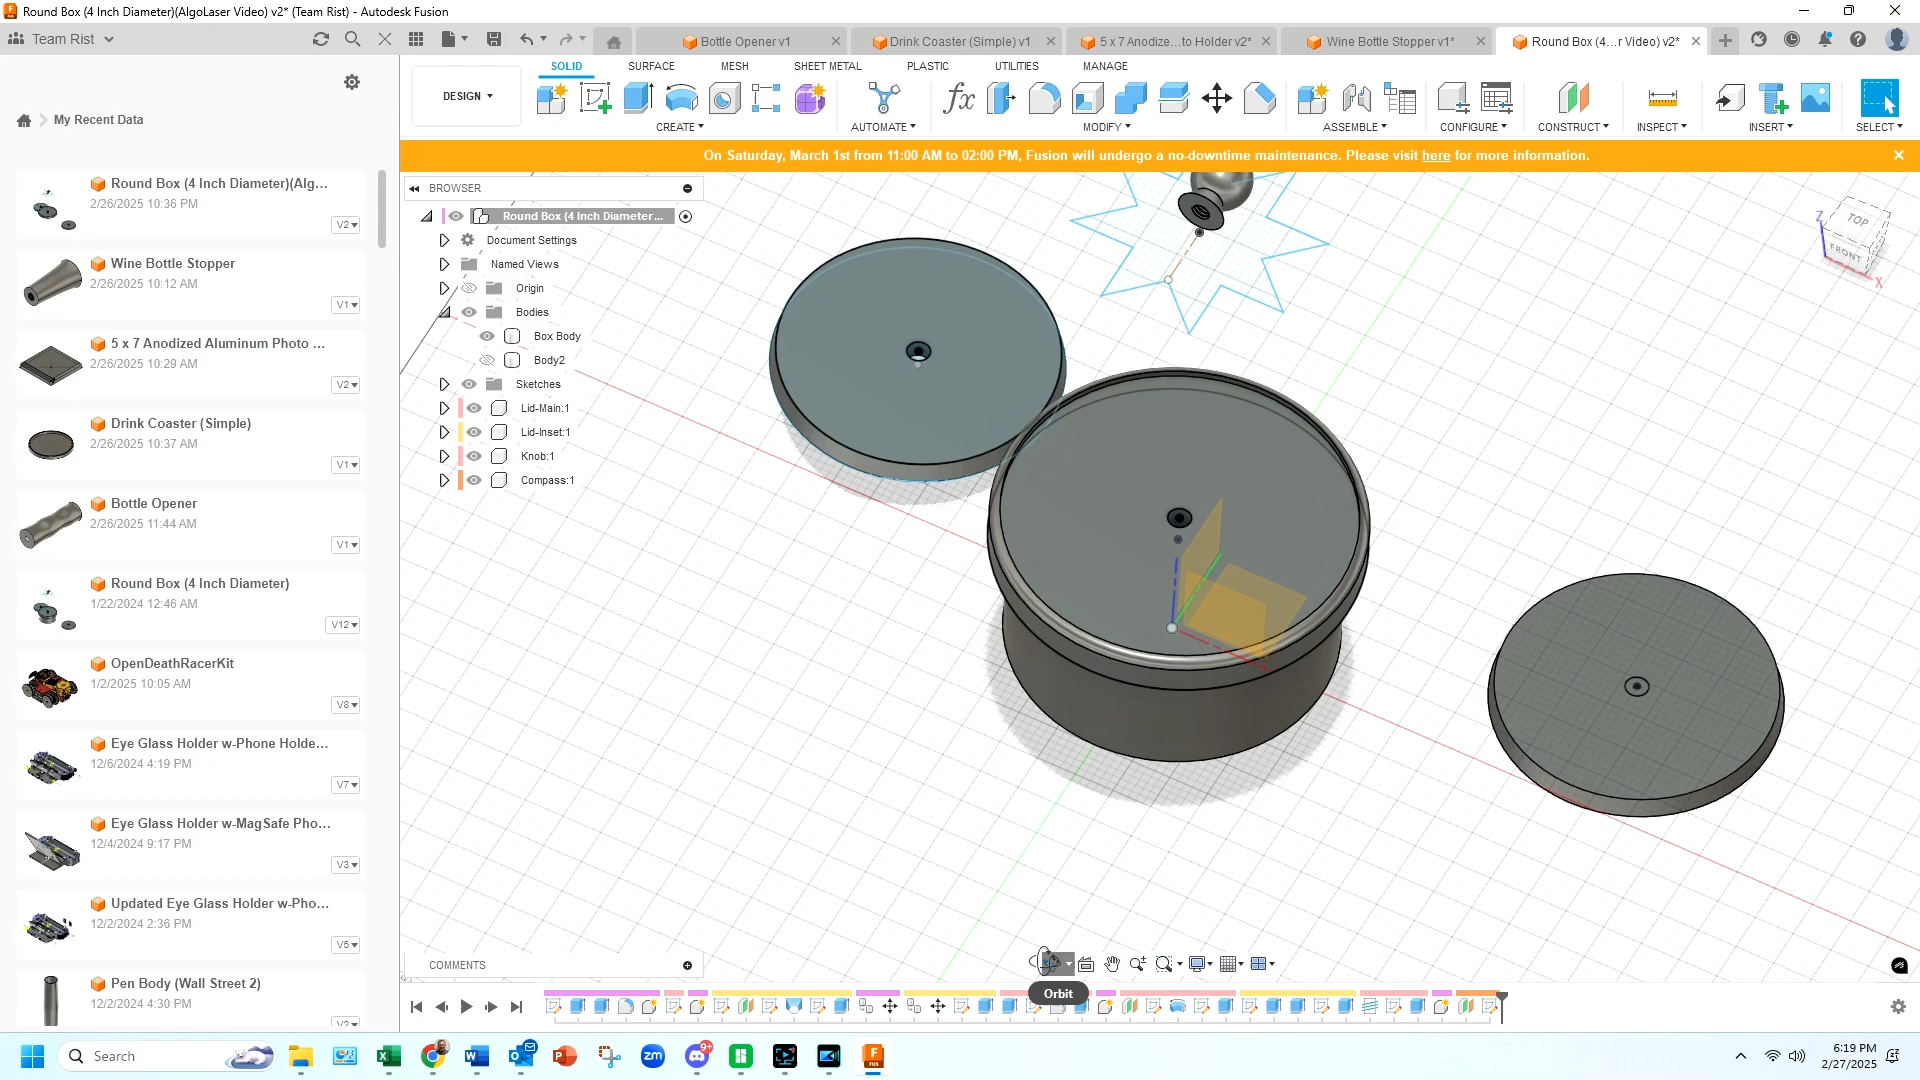 Round Box (4 Inch Diameter)(AlgoLaser Video) v2* (Team Rist) - Autodesk Fusion
Team Rist
Bottle Opener v1
Drink Coaster (Simple) v1
5 x 7 Anodize...to Holder v2*
Wine Bottle Stopper v1*
Round Box (4...r Video) v2*
SOLID
SURFACE
MESH
SHEET METAL
PLASTIC
UTILITIES
MANAGE
DESIGN
CREATE
AUTOMATE
MODIFY
ASSEMBLE
CONFIGURE
CONSTRUCT
INSPECT
INSERT
SELECT
On Saturday, March 1st from 11:00 AM to 02:00 PM, Fusion will undergo a no-downtime maintenance. Please visit here for more information.
My Recent Data
Round Box (4 Inch Diameter)(Alg...
2/26/2025 10:36 PM
V2
Wine Bottle Stopper
2/26/2025 10:12 AM
V1
5 x 7 Anodized Aluminum Photo ...
2/26/2025 10:29 AM
V2
Drink Coaster (Simple)
2/26/2025 10:37 AM
V1
Bottle Opener
2/26/2025 11:44 AM
V1
Round Box (4 Inch Diameter)
1/22/2024 12:46 AM
V12
OpenDeathRacerKit
1/2/2025 10:05 AM
V8
Eye Glass Holder w-Phone Holde...
12/6/2024 4:19 PM
V7
Eye Glass Holder w-MagSafe Pho...
12/4/2024 9:17 PM
V3
Updated Eye Glass Holder w-Pho...
12/2/2024 2:36 PM
V5
Pen Body (Wall Street 2)
12/2/2024 4:30 PM
V2
BROWSER
Round Box (4 Inch Diameter...
Document Settings
Named Views
Origin
Bodies
Box Body
Body2
Sketches
Lid-Main:1
Lid-Inset:1
Knob:1
Compass:1
TOP
FRONT
Z
X
COMMENTS
Orbit
Search
9+
6:19 PM
2/27/2025